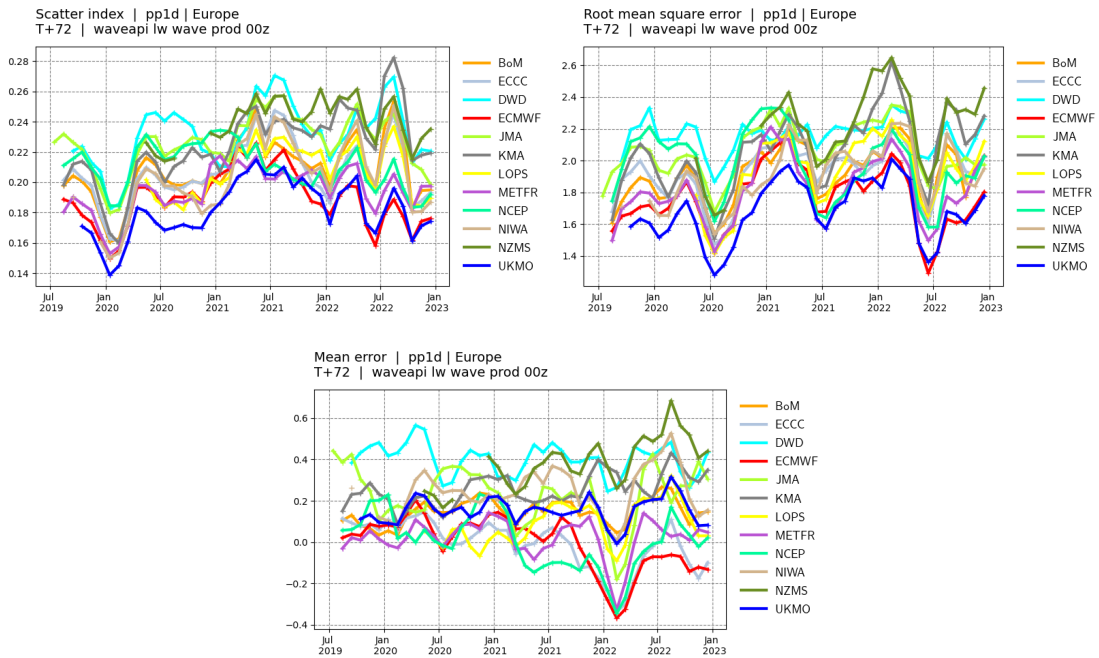 Scatter index | pp1d | Europe
T+72 | waveapi lw wave prod 00z
0.28
0.26
0.24
0.22
0.20
0.18
0.16
0.14
Jul
2019
Jan
2020
Jul
2020
Jan
2021
Jul
2021
Jan
2022
Jul
2022
Jan
2023
BoM
ECCC
DWD
ECMWF
JMA
KMA
LOPS
METFR
NCEP
NIWA
NZMS
UKMO
Root mean square error | pp1d | Europe
T+72 | waveapi lw wave prod 00z
2.6
2.4
2.2
2.0
1.8
1.6
1.4
Jul
2019
Jan
2020
Jul
2020
Jan
2021
Jul
2021
Jan
2022
Jul
2022
Jan
2023
BoM
ECCC
DWD
ECMWF
JMA
KMA
LOPS
METFR
NCEP
NIWA
NZMS
UKMO
Mean error | pp1d | Europe
T+72 | waveapi lw wave prod 00z
0.6
0.4
0.2
0.0
−0.2
−0.4
Jul
2019
Jan
2020
Jul
2020
Jan
2021
Jul
2021
Jan
2022
Jul
2022
Jan
2023
BoM
ECCC
DWD
ECMWF
JMA
KMA
LOPS
METFR
NCEP
NIWA
NZMS
UKMO